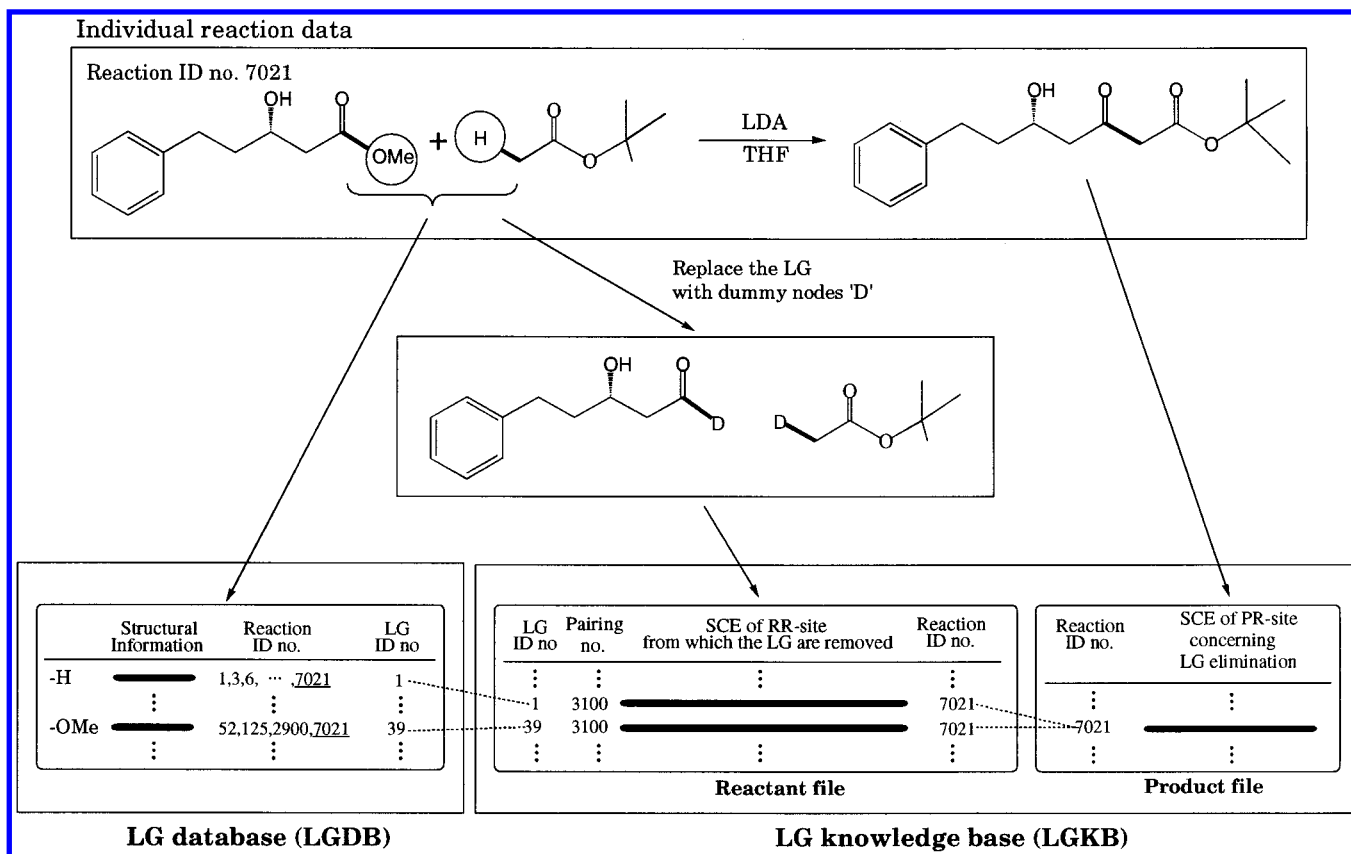 Individual reaction data
Reaction ID no. 7021
OH
O
OMe
+
H
O
O
LDA
THF
OH
O
O
O
Replace the LG
with dummy nodes 'D'
OH
O
D
D
O
O
Structural
Information
Reaction
ID no.
LG
ID no
-H
1,3,6, ··· ,7021
1
-OMe
52,125,2900,7021
39
LG database (LGDB)
LG
ID no
Pairing
no.
SCE of RR-site
from which the LG are removed
Reaction
ID no.
1
3100
7021
39
3100
7021
Reactant file
Reaction
ID no.
SCE of PR-site
concerning
LG elimination
7021
Product file
LG knowledge base (LGKB)